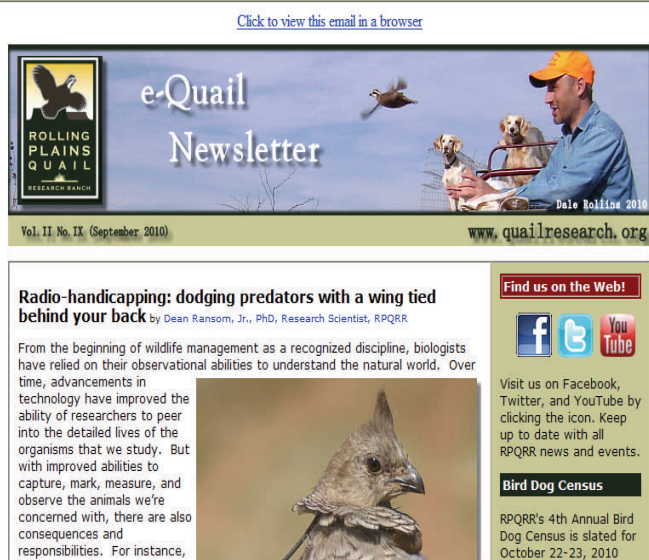 Click to view this email in a browser
ROLLING
PLAINS
QUAIL
RESEARCH RANCH
e-Quail
Newsletter
Dale Rollins 2010
Vol. II No. IX (September 2010)
www.quailresearch.org
Radio-handicapping: dodging predators with a wing tied
behind your back by Dean Ransom, Jr., PhD, Research Scientist, RPQRR
From the beginning of wildlife management as a recognized discipline, biologists
have relied on their observational abilities to understand the natural world. Over
time, advancements in
technology have improved the
ability of researchers to peer
into the detailed lives of the
organisms that we study. But
with improved abilities to
capture, mark, measure, and
observe the animals we're
concerned with, there are also
consequences and
responsibilities. For instance,
Find us on the Web!
f
t
You
Tube
Visit us on Facebook,
Twitter, and YouTube by
clicking the icon. Keep
up to date with all
RPQRR news and events.
Bird Dog Census
RPQRR's 4th Annual Bird
Dog Census is slated for
October 22-23, 2010